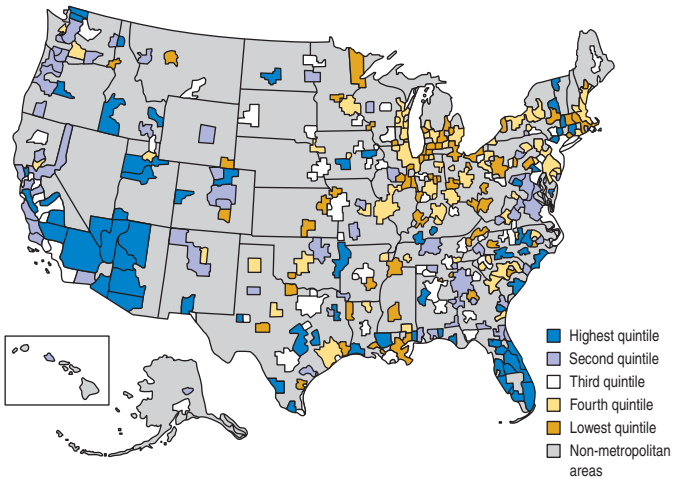 Highest quintile
Second quintile
Third quintile
Fourth quintile
Lowest quintile
Non-metropolitan
areas